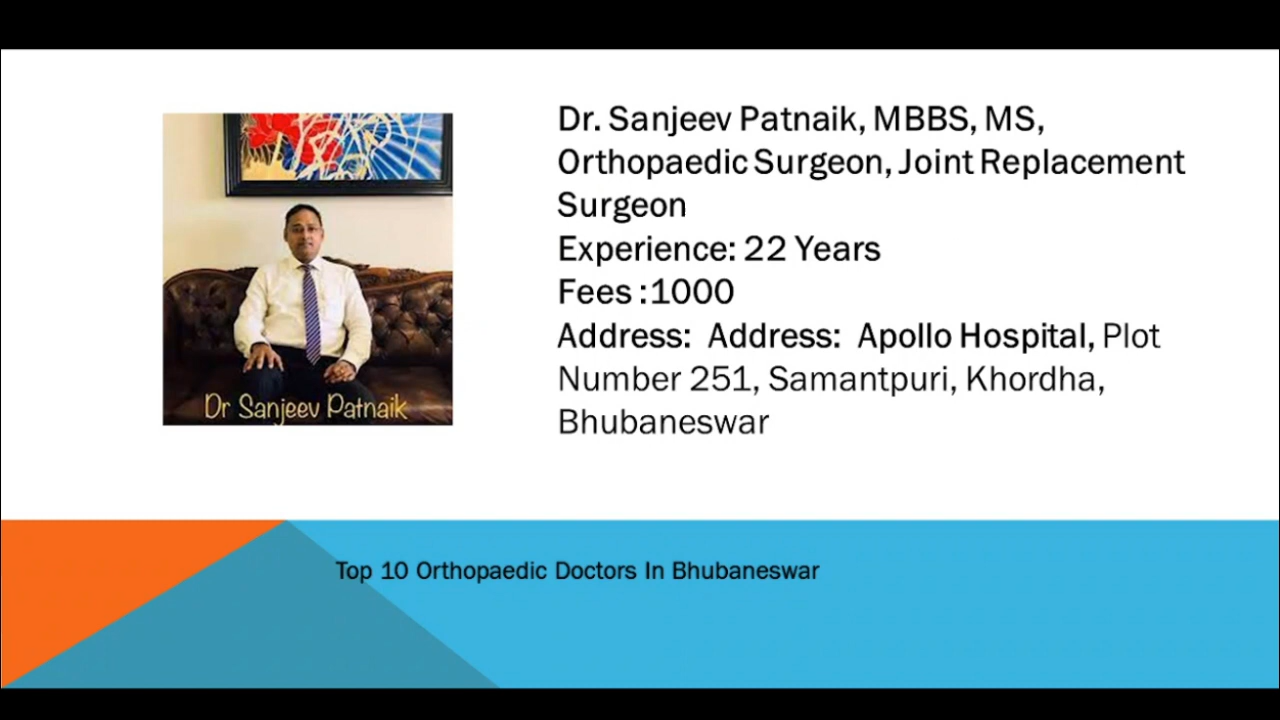 Dr. Sanjeev Patnaik, MBBS, MS,
Orthopaedic Surgeon, Joint Replacement
Surgeon
Experience: 22 Years
Fees :1000
Address:  Address:  Apollo Hospital, Plot
Number 251, Samantpuri, Khordha,
Bhubaneswar
Dr Sanjeev Patnaik
Top 10 Orthopaedic Doctors In Bhubaneswar